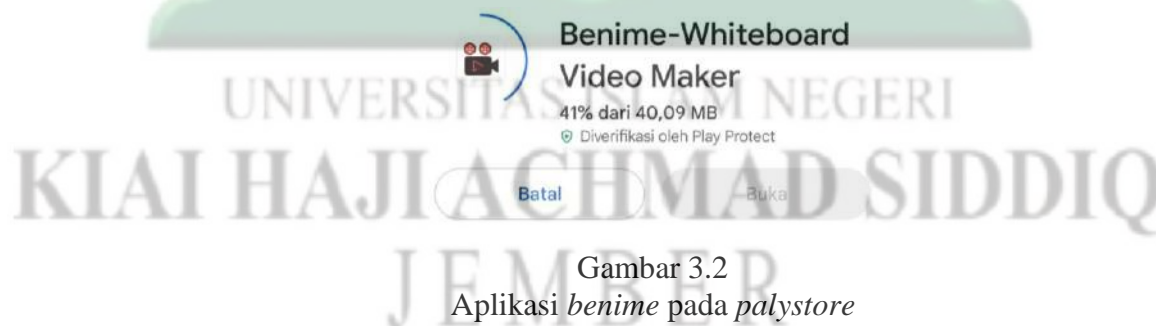 Benime-Whiteboard
Video Maker
41% dari 40,09 MB
Diverifikasi oleh Play Protect
Batal
Buka
UNIVERSITAS ISLAM NEGERI
KIAI HAJI ACHMAD SIDDIQ
JEMBER
Gambar 3.2
Aplikasi benime pada palystore